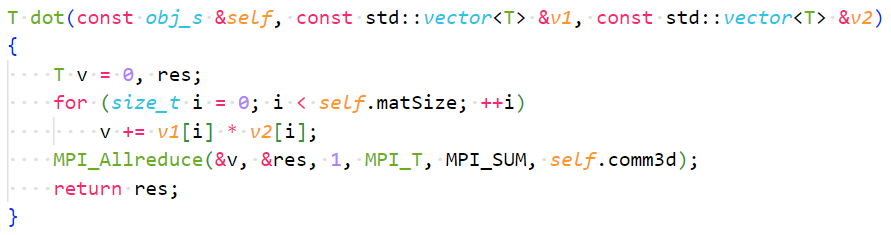 T dot(const obj_s &self, const std::vector<T> &v1, const std::vector<T> &v2)
{
    T v = 0, res;
    for (size_t i = 0; i < self.matSize; ++i)
        v += v1[i] * v2[i];
    MPI_Allreduce(&v, &res, 1, MPI_T, MPI_SUM, self.comm3d);
    return res;
}